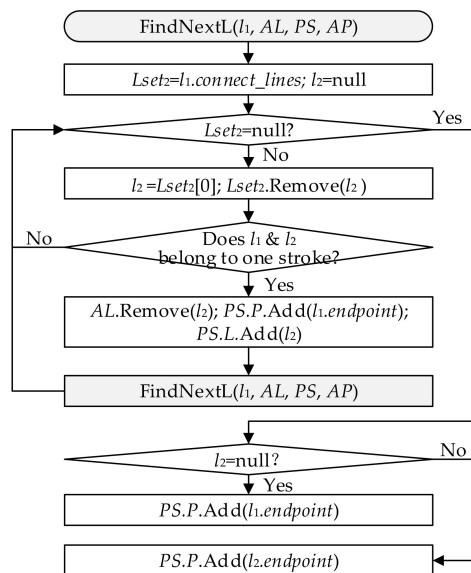 FindNextL(l₁, AL, PS, AP)
Lset₂=l₁.connect_lines; l₂=null
Yes
Lset₂=null?
No
l₂=Lset₂[0]; Lset₂.Remove(l₂)
No
Does l₁ & l₂
belong to one stroke?
Yes
AL.Remove(l₂); PS.P.Add(l₁.endpoint);
PS.L.Add(l₂)
FindNextL(l₁, AL, PS, AP)
l₂=null?
No
Yes
PS.P.Add(l₁.endpoint)
PS.P.Add(l₂.endpoint)